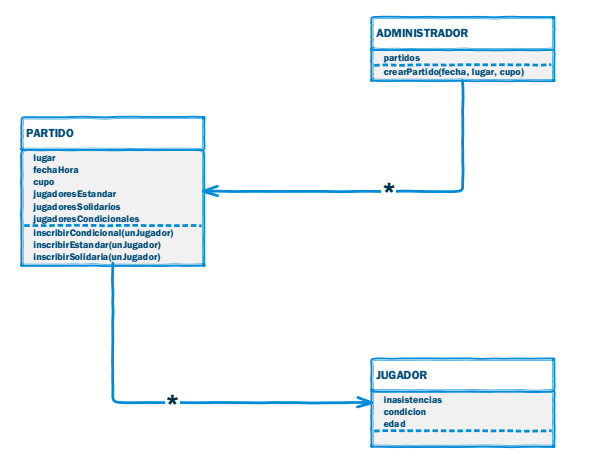 ADMINISTRADOR
partidos
crearPartido(fecha, lugar, cupo)
PARTIDO
lugar
fechaHora
cupo
jugadoresEstandar
jugadoresSolidarios
jugadoresCondicionales
inscribirCondicional(unJugador)
inscribirEstandar(unJugador)
inscribirSolidaria(unJugador)
*
*
JUGADOR
inasistencias
condicion
edad